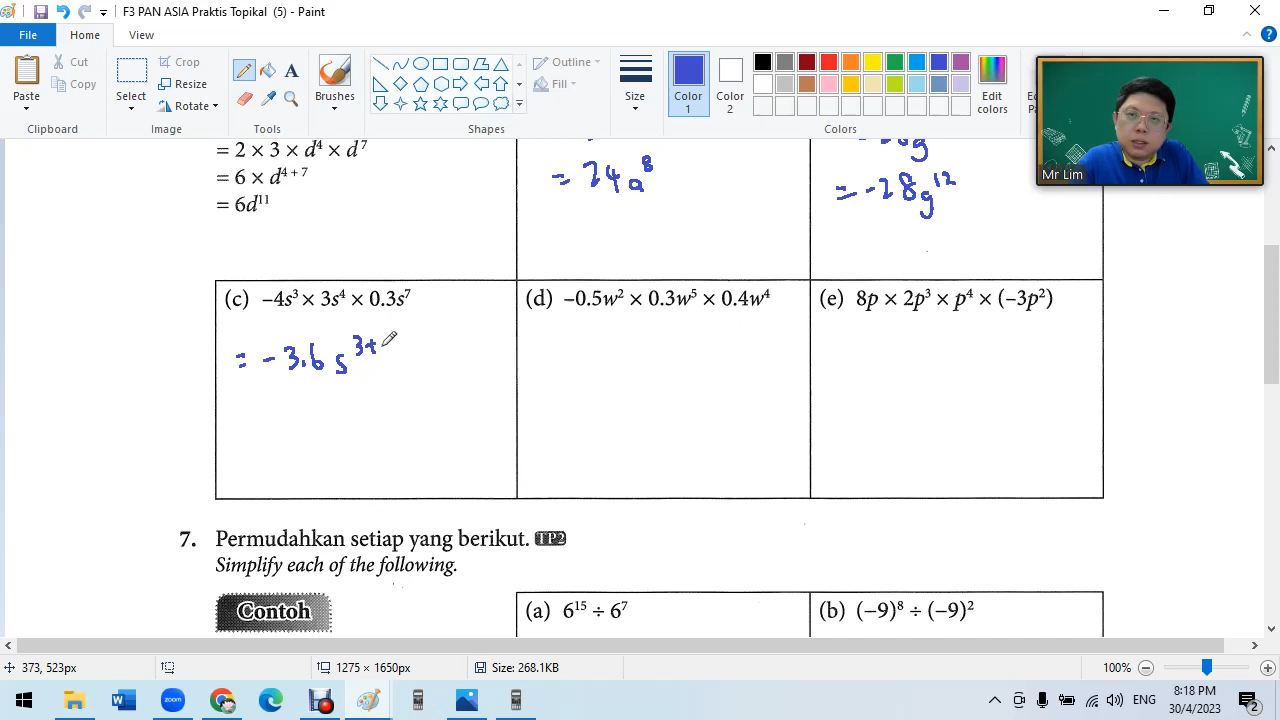 F3 PAN ASIA Praktis Topikal (5) - Paint
File Home View
Paste Cut Copy Clipboard
Select Crop Resize Rotate Image
Tools
Brushes
Outline Fill Shapes
Size
Color 1 Color 2 Edit colors Colors
Mr Lim
= 2 × 3 × d⁴ × d⁷
= 6 × d⁴ ⁺ ⁷
= 6d¹¹
= 24a⁸
= -28g¹²
(c) –4s³ × 3s⁴ × 0.3s⁷
= -3.6 s³⁺
(d) –0.5w² × 0.3w⁵ × 0.4w⁴
(e) 8p × 2p³ × p⁴ × (–3p²)
7. Permudahkan setiap yang berikut. TP2
Simplify each of the following.
Contoh
(a) 6¹⁵ ÷ 6⁷
(b) (–9)⁸ ÷ (–9)²
373, 523px 1275 × 1650px Size: 268.1KB 100%
zoom ENG 8:18 PM
30/4/2023 2